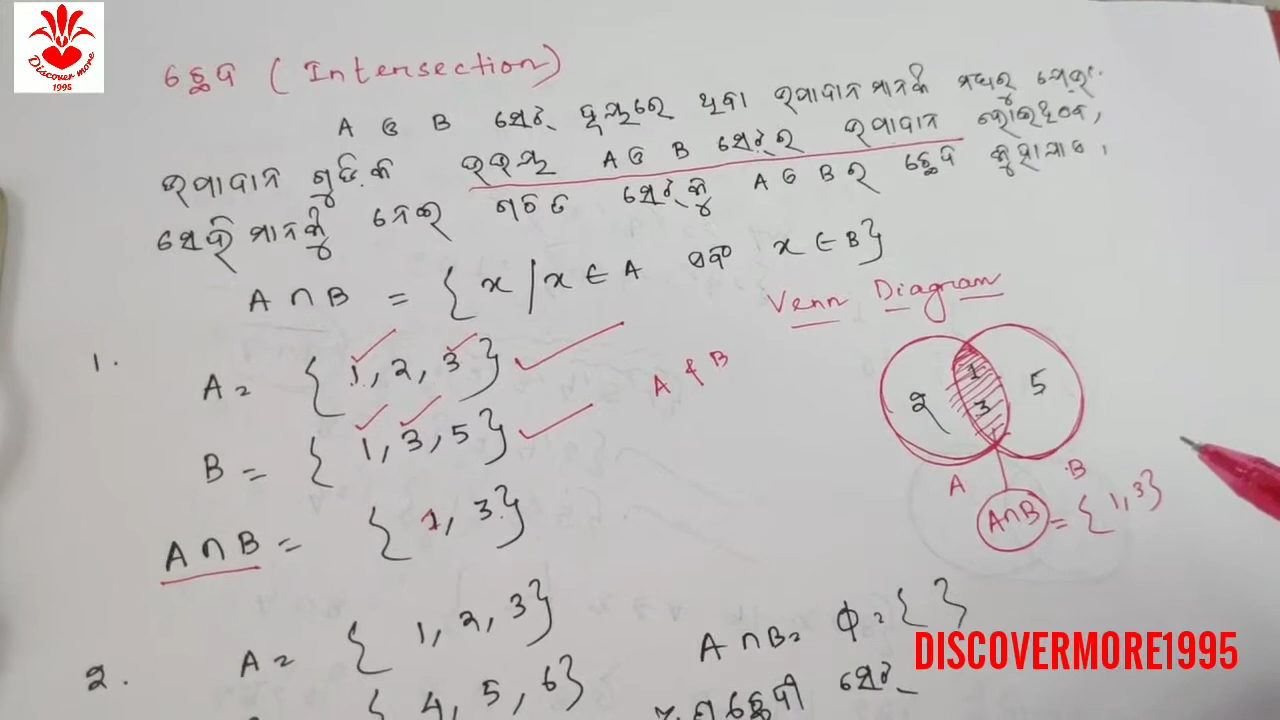 Discover more
1995
ଛେଦ (Intersection)
A ଓ B ସେଟ୍ ଦ୍ୱୟରେ ଥିବା ଉପାଦାନ ମାନଙ୍କ ମଧ୍ୟରୁ ଯେଉଁ
ଉପାଦାନ ଗୁଡ଼ିକ ଉଭୟ A ଓ B ସେଟ୍‌ର ଉପାଦାନ ହୋଇଥିବେ,
ସେହି ମାନଙ୍କୁ ନେଇ ଗଠିତ ସେଟ୍‌କୁ A ଓ B ର ଛେଦ କୁହାଯାଏ ।
A ∩ B = { x / x ∈ A ଏବଂ x ∈ B }
Venn Diagram
1.
A = { 1, 2, 3 }
A & B
B = { 1, 3, 5 }
A ∩ B = { 1, 3 }
2 1 3 5
A B
A∩B = { 1, 3 }
2.
A = { 1, 2, 3 }
{ 4, 5, 6 }
A ∩ B = ϕ = { }
ସେଟ୍
DISCOVERMORE1995